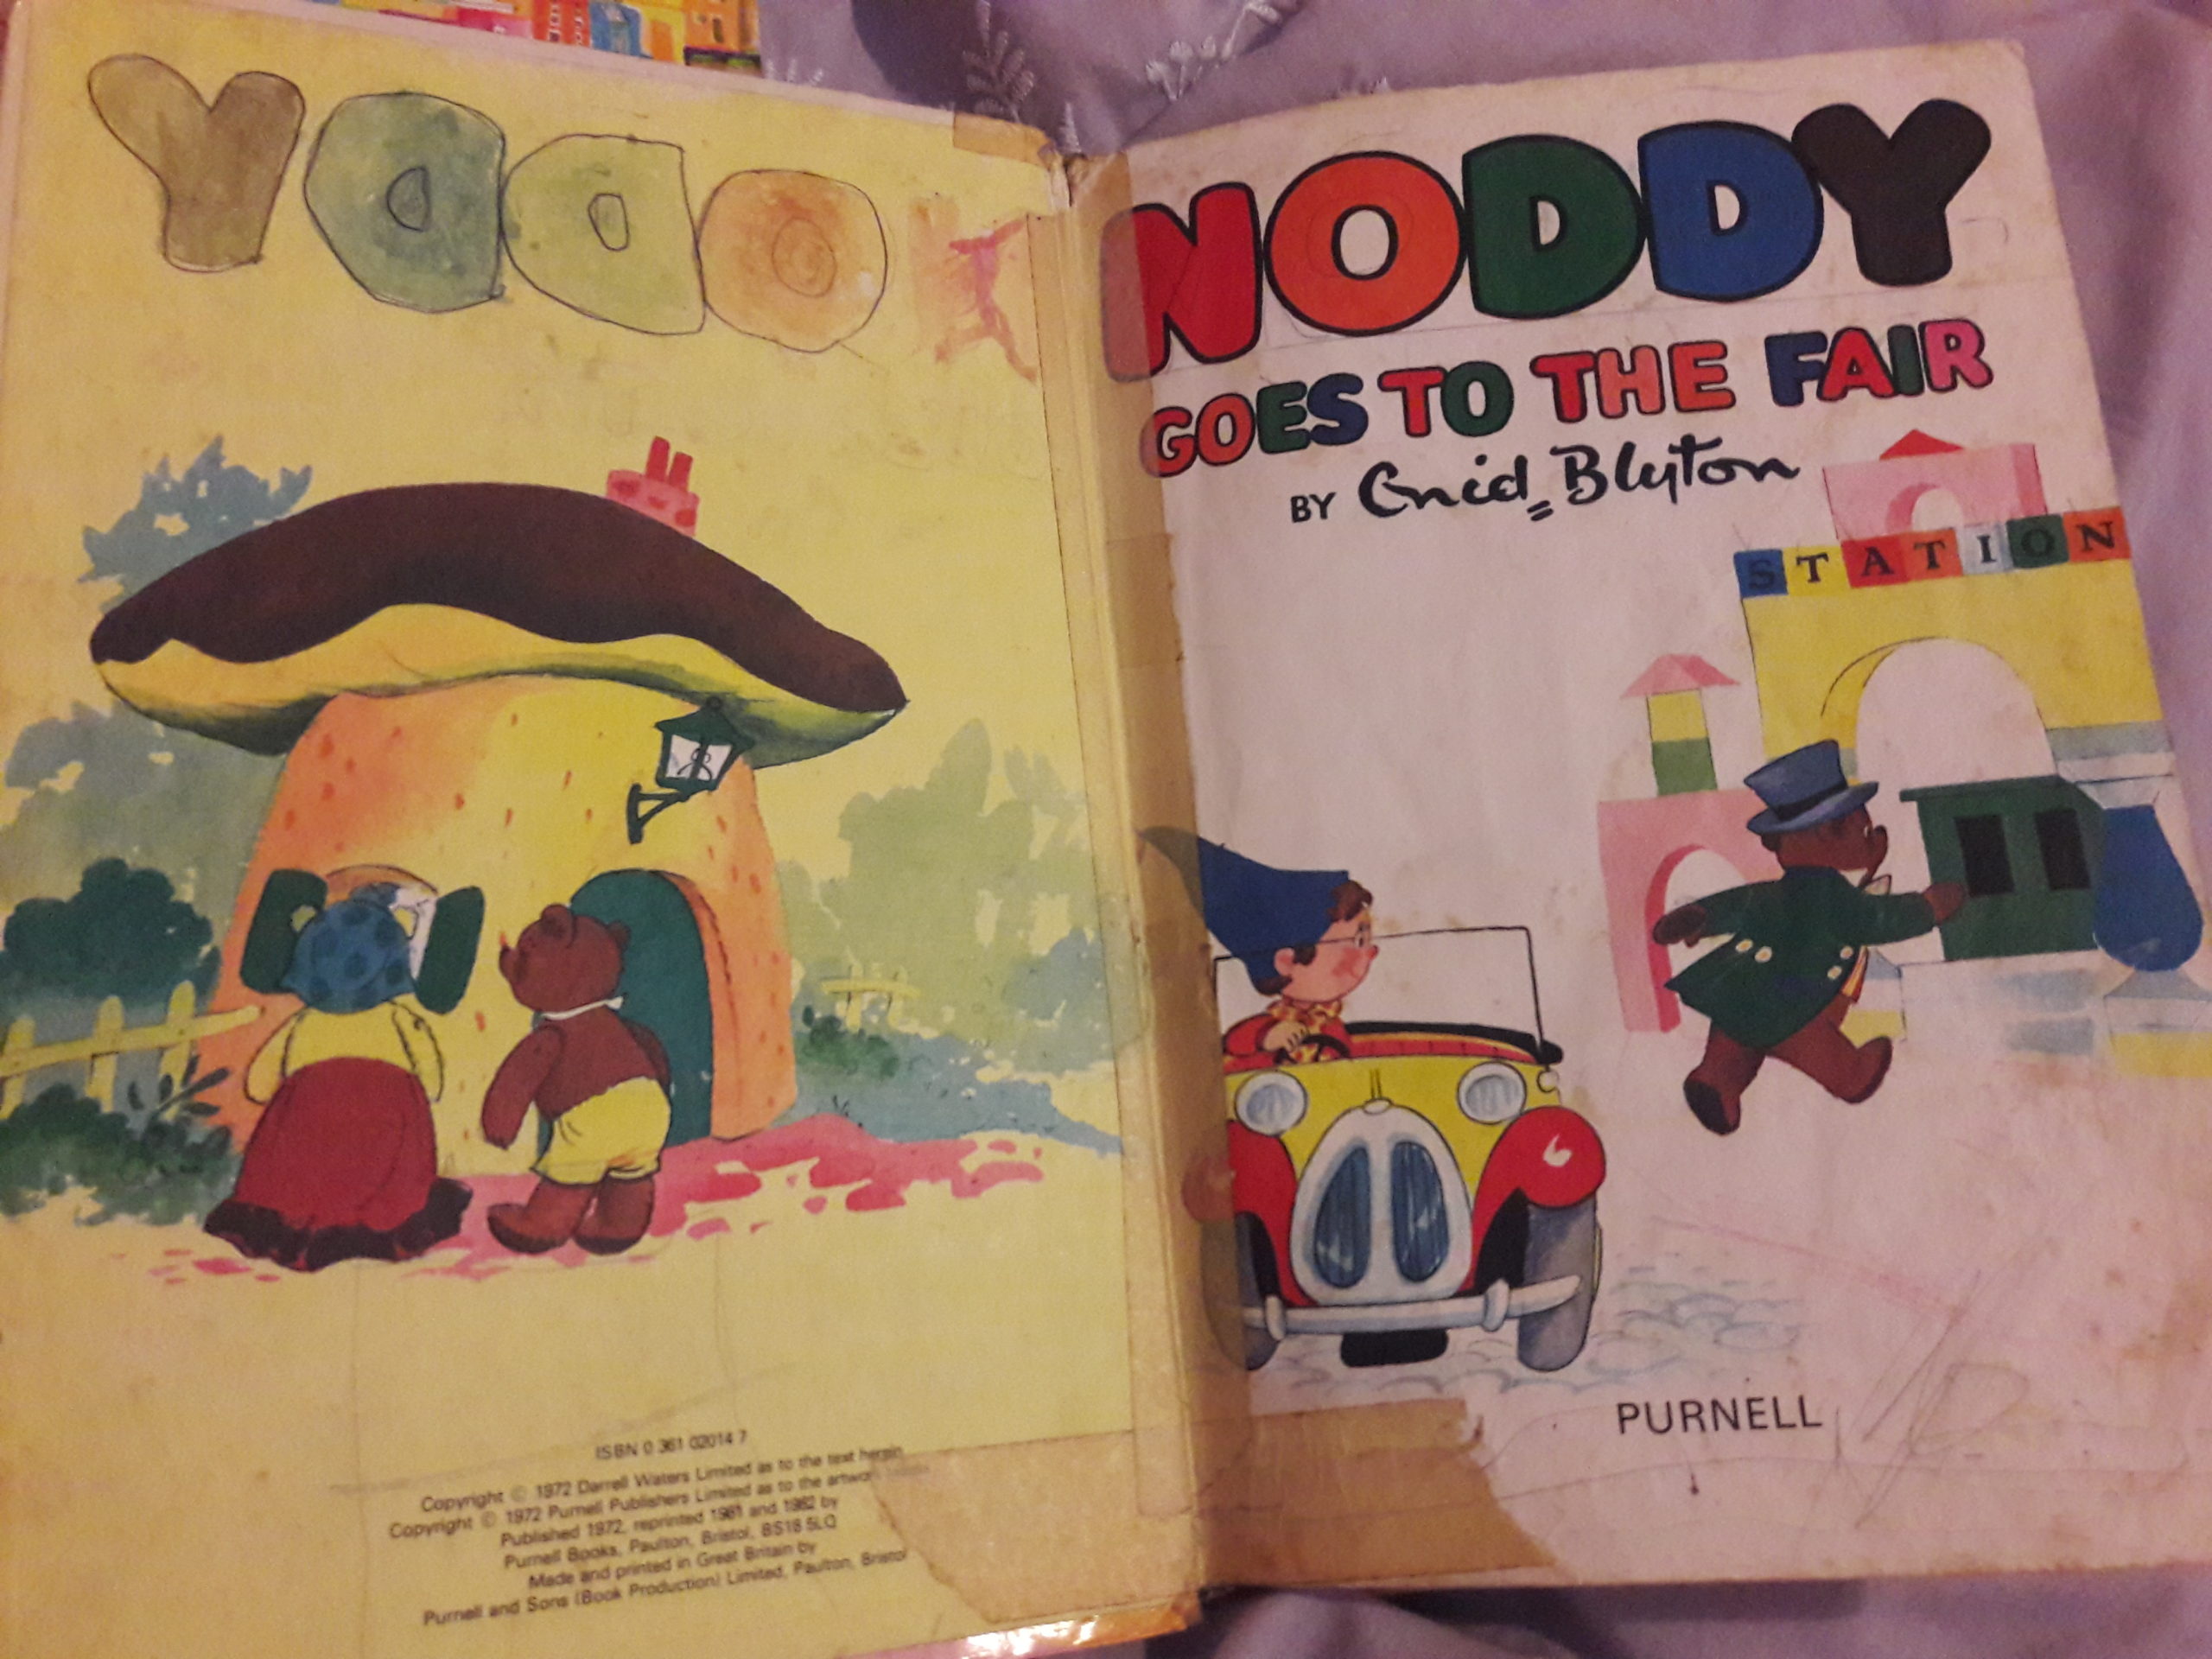 YDDO
ISBN 0 361 02014 7
Copyright © 1972 Darrell Waters Limited as to the text herein
Copyright © 1972 Purnell Publishers Limited as to the artwork
Published 1972, reprinted 1981 and 1982 by
Purnell Books, Paulton, Bristol, BS18 5LQ
Made and printed in Great Britain by
Purnell and Sons (Book Production) Limited, Paulton, Bristol
NODDY
GOES TO THE FAIR
BY Enid Blyton
STATION
PURNELL